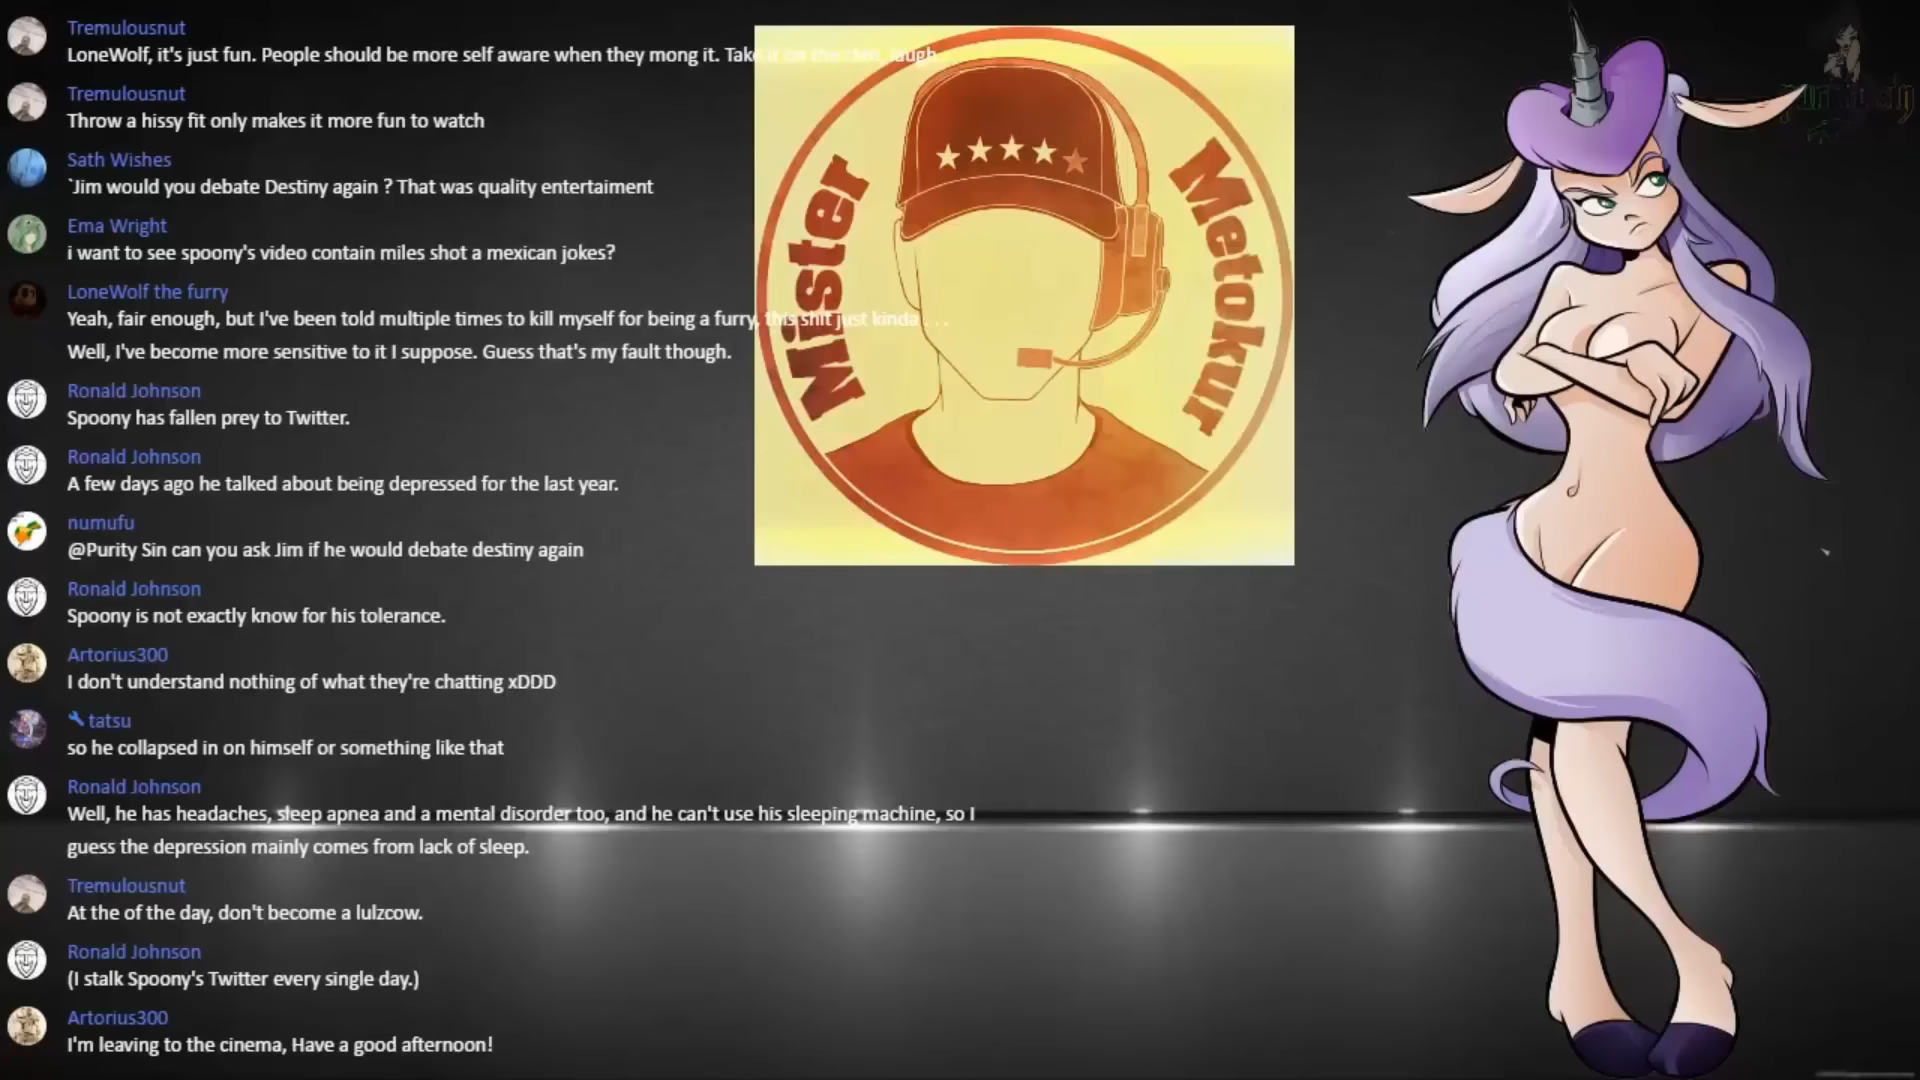 Tremulousnut
LoneWolf, it's just fun. People should be more self aware when they mong it. Take it on the chin, laugh.
Tremulousnut
Throw a hissy fit only makes it more fun to watch
Sath Wishes
`Jim would you debate Destiny again ? That was quality entertaiment
Ema Wright
i want to see spoony's video contain miles shot a mexican jokes?
LoneWolf the furry
Yeah, fair enough, but I've been told multiple times to kill myself for being a furry, this shit just kinda . . .
Well, I've become more sensitive to it I suppose. Guess that's my fault though.
Ronald Johnson
Spoony has fallen prey to Twitter.
Ronald Johnson
A few days ago he talked about being depressed for the last year.
numufu
@Purity Sin can you ask Jim if he would debate destiny again
Ronald Johnson
Spoony is not exactly know for his tolerance.
Artorius300
I don't understand nothing of what they're chatting xDDD
tatsu
so he collapsed in on himself or something like that
Ronald Johnson
Well, he has headaches, sleep apnea and a mental disorder too, and he can't use his sleeping machine, so I
guess the depression mainly comes from lack of sleep.
Tremulousnut
At the of the day, don't become a lulzcow.
Ronald Johnson
(I stalk Spoony's Twitter every single day.)
Artorius300
I'm leaving to the cinema, Have a good afternoon!
Mister
Metokur